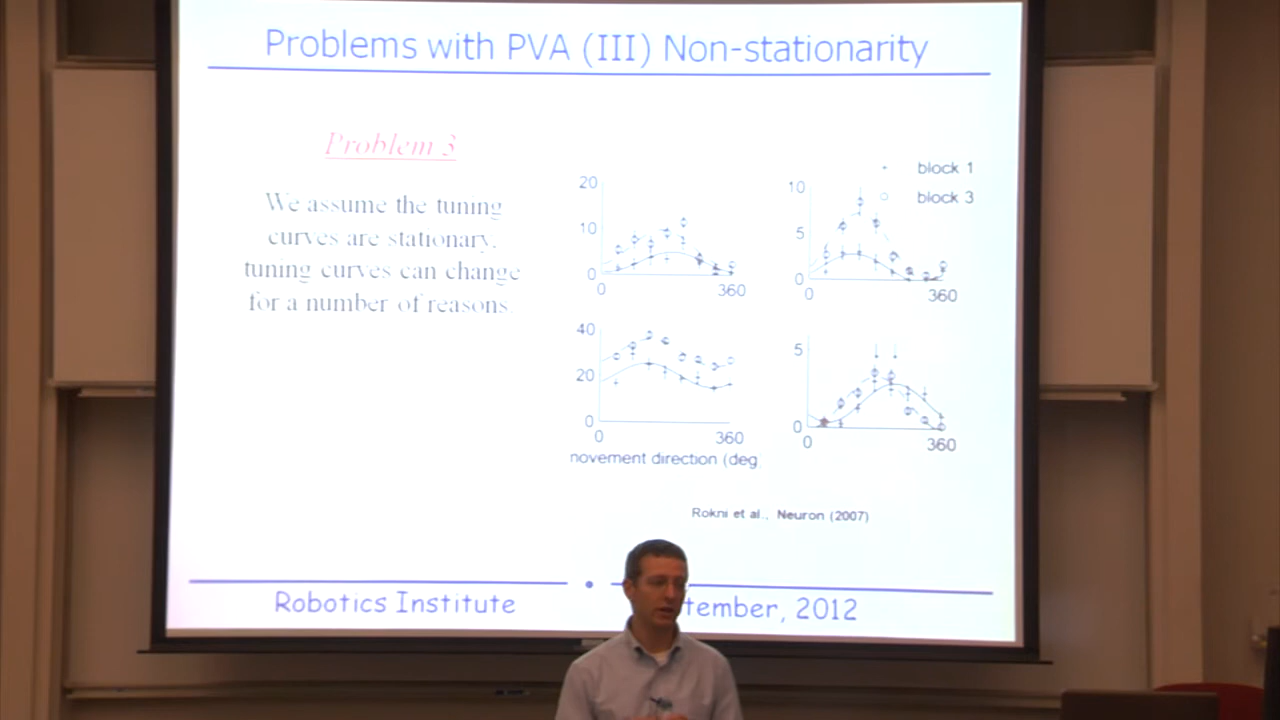 Problems with PVA (III) Non-stationarity
Problem 3
We assume the tuning
curves are stationary,
tuning curves can change
for a number of reasons
block 1
block 3
20
10
0
0
360
10
5
0
0
360
40
20
0
0
360
movement direction (deg
5
0
0
360
Rokni et al., Neuron (2007)
Robotics Institute
tember, 2012